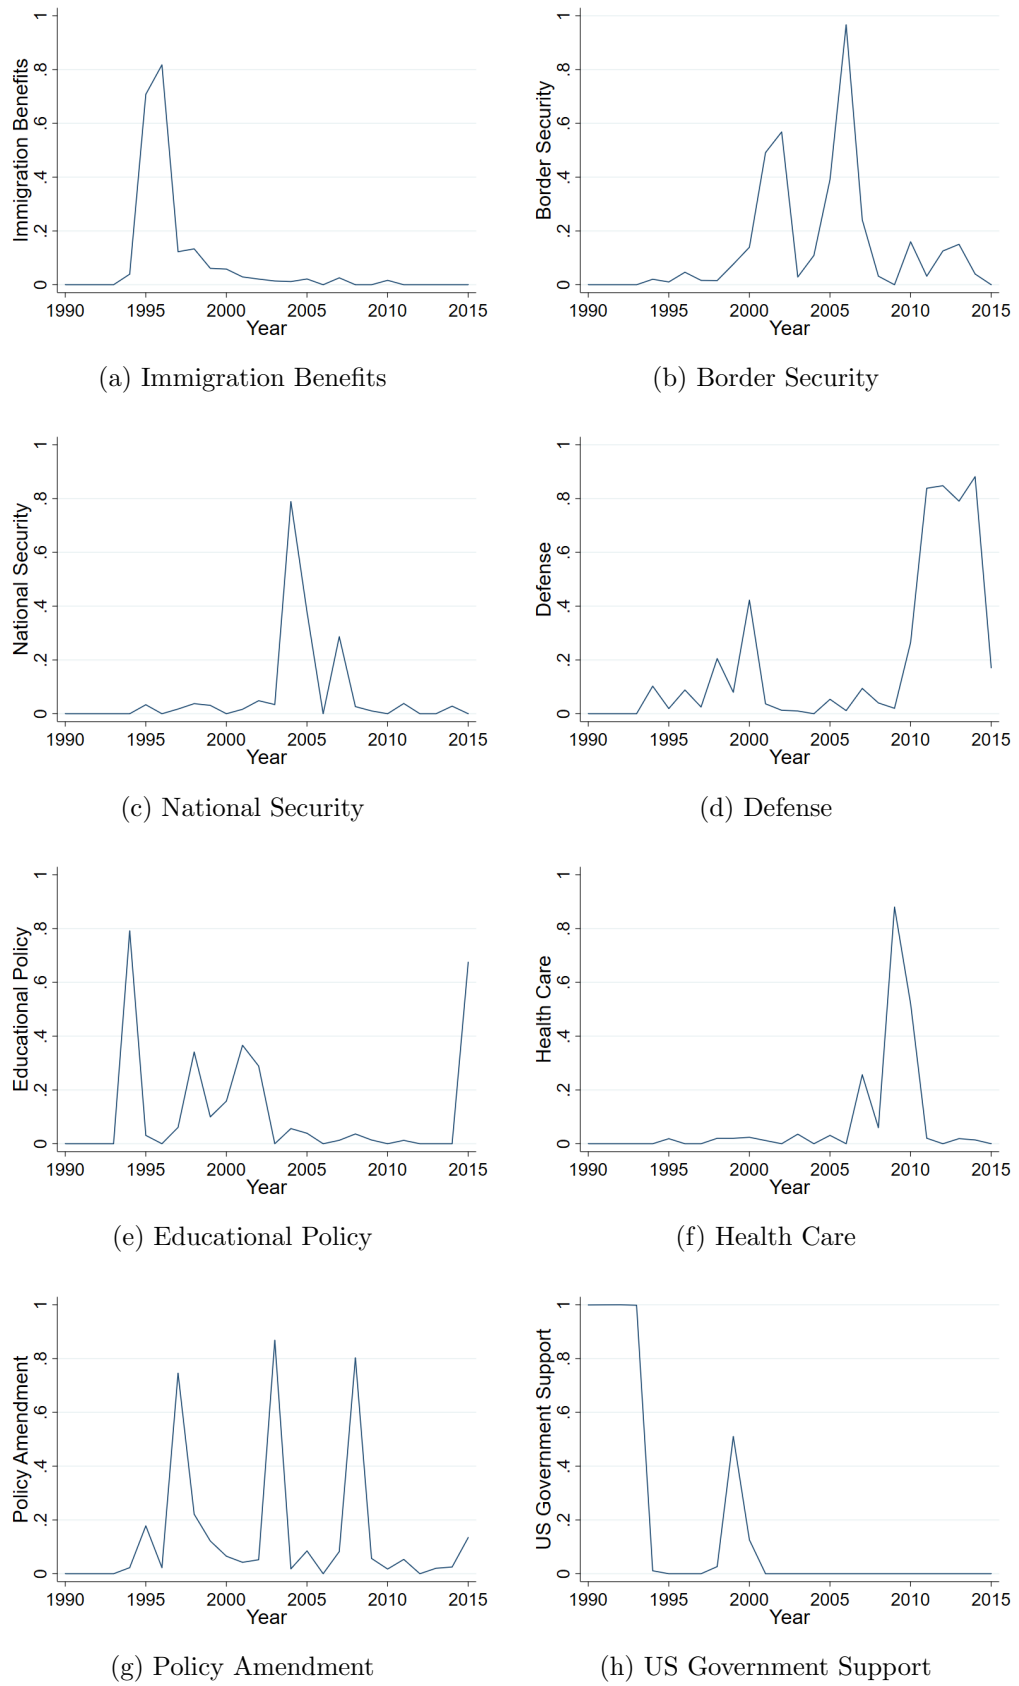 Immigration Benefits
0 .2 .4 .6 .8 1
1990 1995 2000 2005 2010 2015
Year
(a) Immigration Benefits
Border Security
0 .2 .4 .6 .8 1
1990 1995 2000 2005 2010 2015
Year
(b) Border Security
National Security
0 .2 .4 .6 .8 1
1990 1995 2000 2005 2010 2015
Year
(c) National Security
Defense
0 .2 .4 .6 .8 1
1990 1995 2000 2005 2010 2015
Year
(d) Defense
Educational Policy
0 .2 .4 .6 .8 1
1990 1995 2000 2005 2010 2015
Year
(e) Educational Policy
Health Care
0 .2 .4 .6 .8 1
1990 1995 2000 2005 2010 2015
Year
(f) Health Care
Policy Amendment
0 .2 .4 .6 .8 1
1990 1995 2000 2005 2010 2015
Year
(g) Policy Amendment
US Government Support
0 .2 .4 .6 .8 1
1990 1995 2000 2005 2010 2015
Year
(h) US Government Support